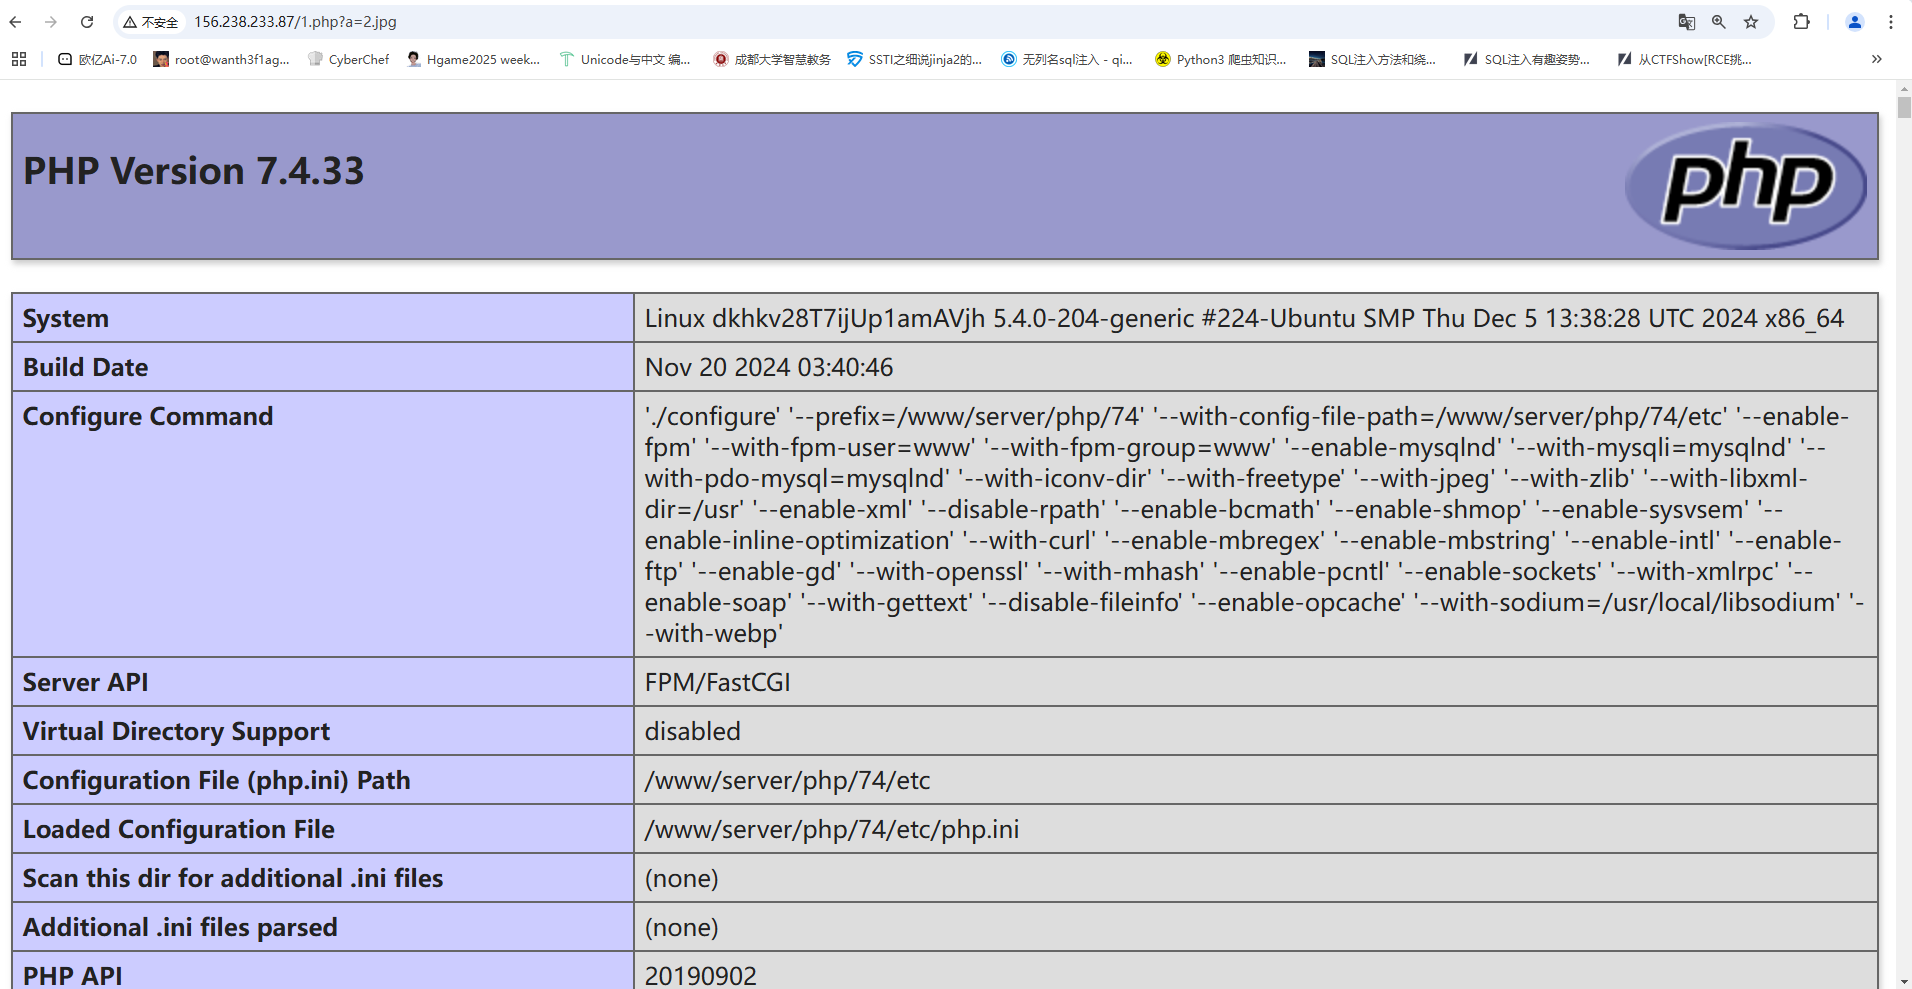 不安全 156.238.233.87/1.php?a=2.jpg
欧亿Ai-7.0 root@wanth3f1ag... CyberChef Hgame2025 week... Unicode与中文 编... 成都大学智慧教务 SSTI之细说jinja2的... 无列名sql注入 - qi... Python3 爬虫知识... SQL注入方法和绕... SQL注入有趣姿势... 从CTFShow[RCE挑... »
PHP Version 7.4.33
php
System Linux dkhkv28T7ijUp1amAVjh 5.4.0-204-generic #224-Ubuntu SMP Thu Dec 5 13:38:28 UTC 2024 x86_64
Build Date Nov 20 2024 03:40:46
Configure Command './configure' '--prefix=/www/server/php/74' '--with-config-file-path=/www/server/php/74/etc' '--enable-
fpm' '--with-fpm-user=www' '--with-fpm-group=www' '--enable-mysqlnd' '--with-mysqli=mysqlnd' '--
with-pdo-mysql=mysqlnd' '--with-iconv-dir' '--with-freetype' '--with-jpeg' '--with-zlib' '--with-libxml-
dir=/usr' '--enable-xml' '--disable-rpath' '--enable-bcmath' '--enable-shmop' '--enable-sysvsem' '--
enable-inline-optimization' '--with-curl' '--enable-mbregex' '--enable-mbstring' '--enable-intl' '--enable-
ftp' '--enable-gd' '--with-openssl' '--with-mhash' '--enable-pcntl' '--enable-sockets' '--with-xmlrpc' '--
enable-soap' '--with-gettext' '--disable-fileinfo' '--enable-opcache' '--with-sodium=/usr/local/libsodium' '-
-with-webp'
Server API FPM/FastCGI
Virtual Directory Support disabled
Configuration File (php.ini) Path /www/server/php/74/etc
Loaded Configuration File /www/server/php/74/etc/php.ini
Scan this dir for additional .ini files (none)
Additional .ini files parsed (none)
PHP API 20190902